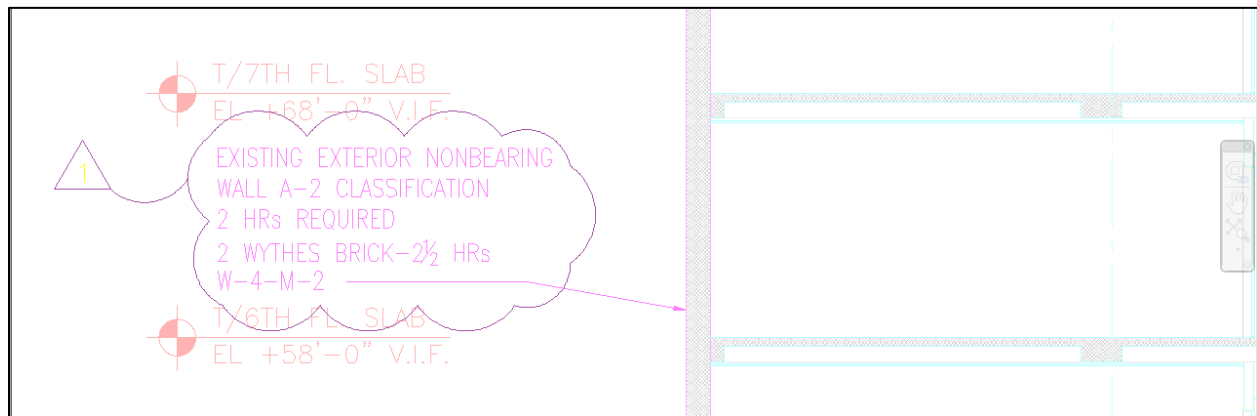 T/7TH FL. SLAB
EL +68'-0" V.I.F.
1
EXISTING EXTERIOR NONBEARING
WALL A-2 CLASSIFICATION
2 HRs REQUIRED
2 WYTHES BRICK-2½ HRs
W-4-M-2
T/6TH FL. SLAB
EL +58'-0" V.I.F.